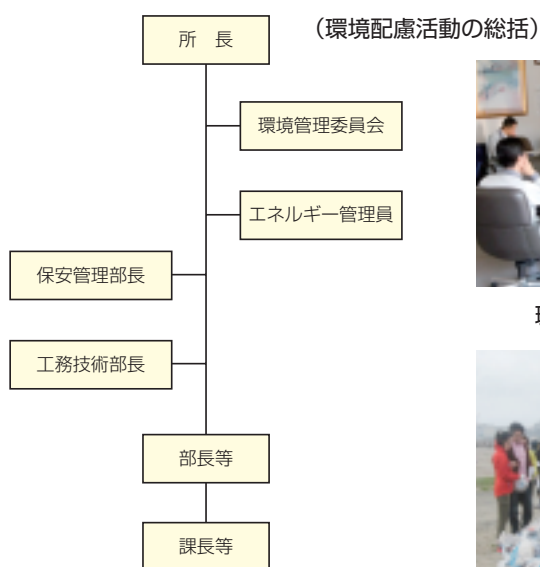 所 長
（環境配慮活動の総括）
環境管理委員会
エネルギー管理員
保安管理部長
工務技術部長
部長等
課長等